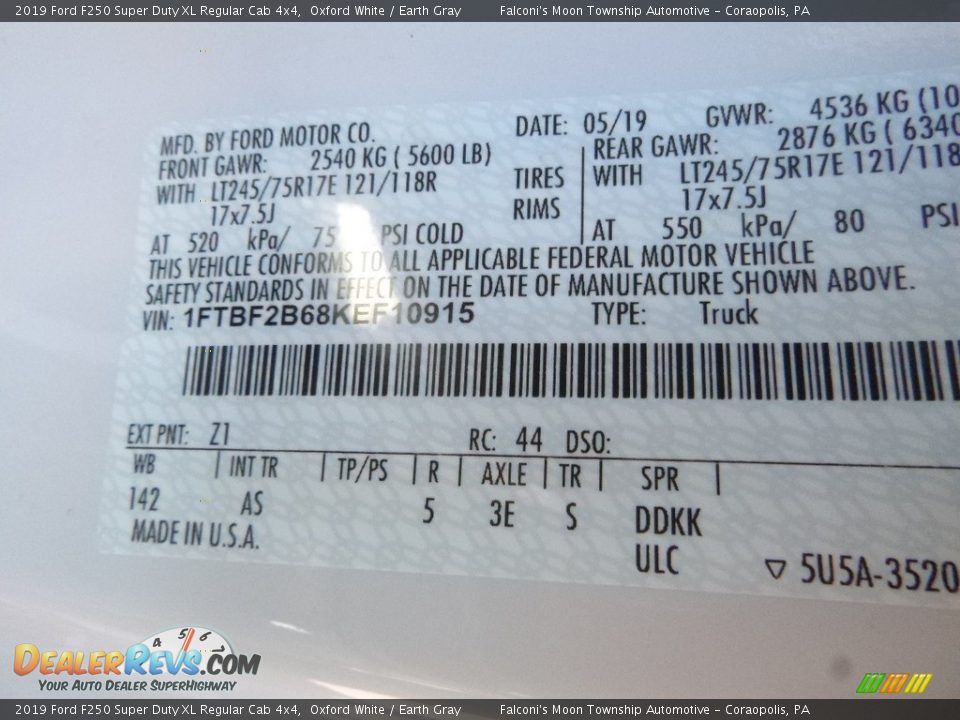 2019 Ford F250 Super Duty XL Regular Cab 4x4, Oxford White / Earth Gray Falconi's Moon Township Automotive - Coraopolis, PA
MFD. BY FORD MOTOR CO. DATE: 05/19 GVWR: 4536 KG (10
FRONT GAWR: 2540 KG ( 5600 LB) REAR GAWR: 2876 KG ( 6340
WITH LT245/75R17E 121/118R TIRES WITH LT245/75R17E 121/118
17x7.5J RIMS 17x7.5J
AT 520 kPa/ 75 PSI COLD AT 550 kPa/ 80 PSI
THIS VEHICLE CONFORMS TO ALL APPLICABLE FEDERAL MOTOR VEHICLE
SAFETY STANDARDS IN EFFECT ON THE DATE OF MANUFACTURE SHOWN ABOVE.
VIN: 1FTBF2B68KEF10915 TYPE: Truck
EXT PNT: Z1 RC: 44 DSO:
WB INT TR TP/PS R AXLE TR SPR
142 AS 5 3E S DDKK
MADE IN U.S.A. ULC ▽ 5U5A-3520
4 5 6
DEALERREVS.COM
YOUR AUTO DEALER SUPERHIGHWAY
2019 Ford F250 Super Duty XL Regular Cab 4x4, Oxford White / Earth Gray Falconi's Moon Township Automotive - Coraopolis, PA